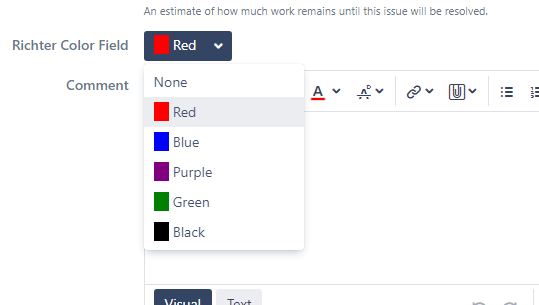 An estimate of how much work remains until this issue will be resolved.
Richter Color Field
Red
Comment
None
Red
Blue
Purple
Green
Black
A
Visual
Text